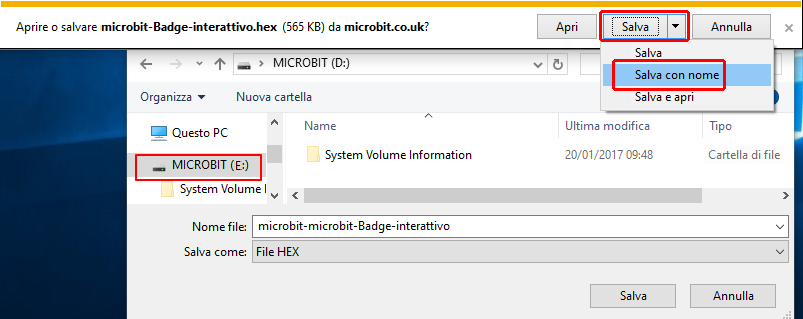 Aprire o salvare microbit-Badge-interattivo.hex (565 KB) da microbit.co.uk?
Apri
Salva
Annulla
Salva
Salva con nome
Salva e apri
MICROBIT (D:)
Organizza
Nuova cartella
Questo PC
MICROBIT (E:)
System Volume I
Name
Ultima modifica
Tipo
System Volume Information
20/01/2017 09:48
Cartella di file
Nome file:
microbit-microbit-Badge-interattivo
Salva come:
File HEX
Salva
Annulla